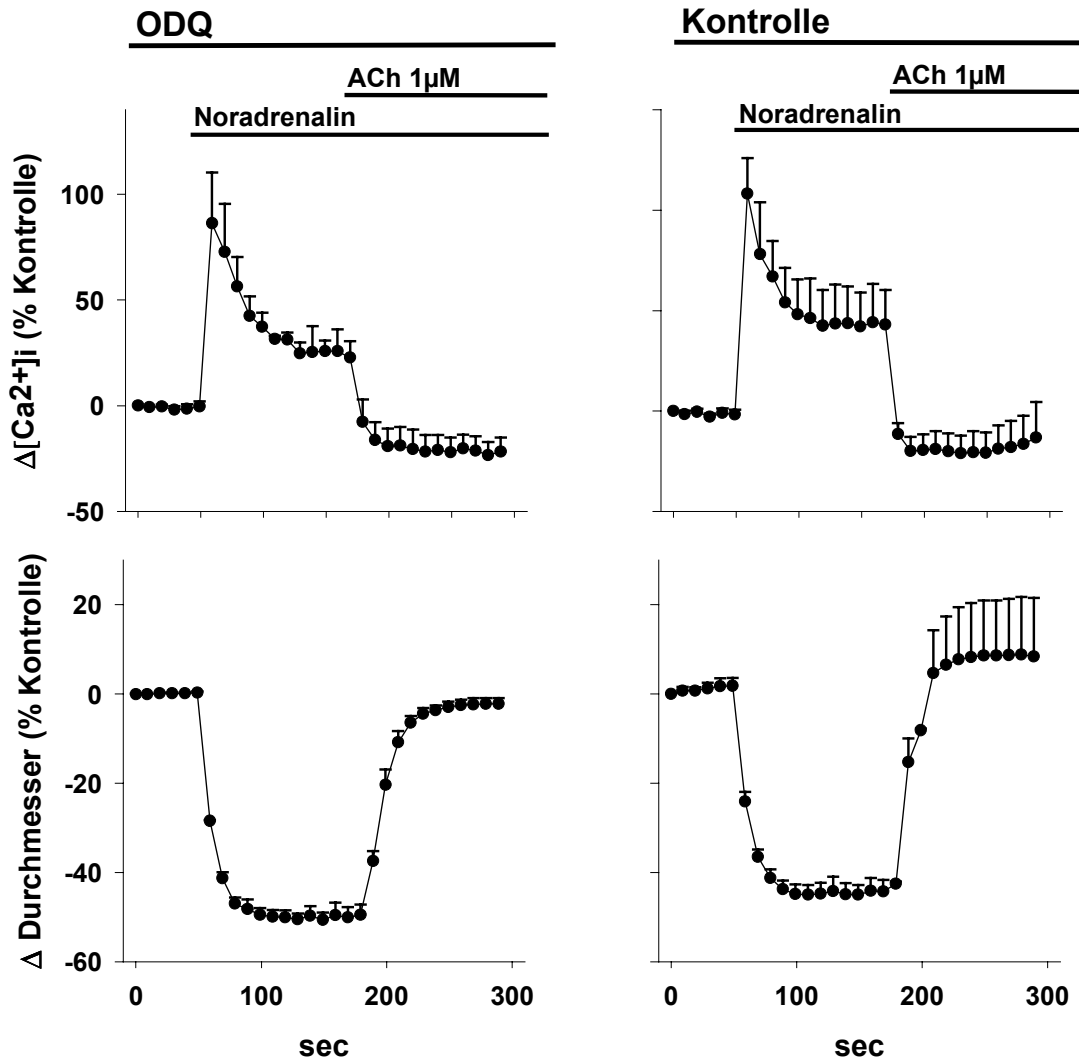 ODQ
Kontrolle
ACh 1µM
ACh 1µM
Noradrenalin
Noradrenalin
Δ[Ca2+]i (% Kontrolle)
100
50
0
-50
Δ Durchmesser (% Kontrolle)
20
0
-20
-40
-60
0 100 200 300
0 100 200 300
sec
sec